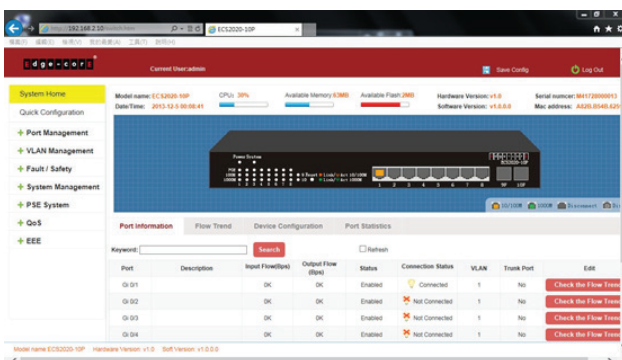 192.168.2.10
ECS2020-10P
Edge-corE
Current User:admin
Save Config
Log Out
System Home
Quick Configuration
+ Port Management
+ VLAN Management
+ Fault / Safety
+ System Management
+ PSE System
+ QoS
+ EEE
Model name: ECS2020-10P CPU: 30% Available Memory 63MB Available Flash: 2MB Hardware Version: v1.0 Serial numcer: M41728000013
Date/Time: 2013-12-5 00:08:41 Software Version: v1.0.0.0 Mac address:
Power System
1 2 3 4 5 6 7 8 9P 10P
10/100M 1000M Disconnect
Port Information Flow Trend Device Configuration Port Statistics
Keyword: Search Refresh
Port Description Input Flow(Bps) Output Flow (Bps) Status Connection Status VLAN Trunk Port Edit
Gi 0/1 0K 0K Enabled Connected 1 No Check the Flow Trend
Gi 0/2 0K 0K Enabled Not Connected 1 No Check the Flow Trend
Gi 0/3 0K 0K Enabled Not Connected 1 No Check the Flow Trend
Gi 0/4 0K 0K Enabled Not Connected 1 No Check the Flow Trend
Model name ECS2020-10P Hardware Version: v1.0 Soft Version: v1.0.0.0